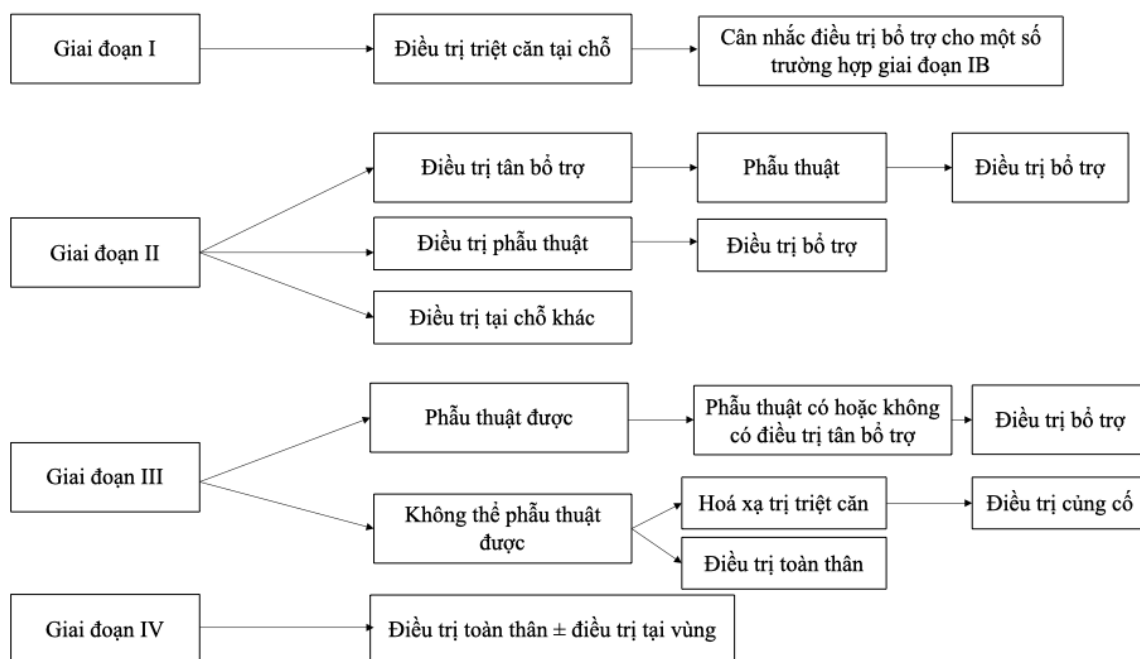 Giai đoạn I
Điều trị triệt căn tại chỗ
Cân nhắc điều trị bổ trợ cho một số
trường hợp giai đoạn IB
Giai đoạn II
Điều trị tân bổ trợ
Phẫu thuật
Điều trị bổ trợ
Điều trị phẫu thuật
Điều trị bổ trợ
Điều trị tại chỗ khác
Giai đoạn III
Phẫu thuật được
Phẫu thuật có hoặc không
có điều trị tân bổ trợ
Điều trị bổ trợ
Không thể phẫu thuật
được
Hoá xạ trị triệt căn
Điều trị củng cố
Điều trị toàn thân
Giai đoạn IV
Điều trị toàn thân ± điều trị tại vùng